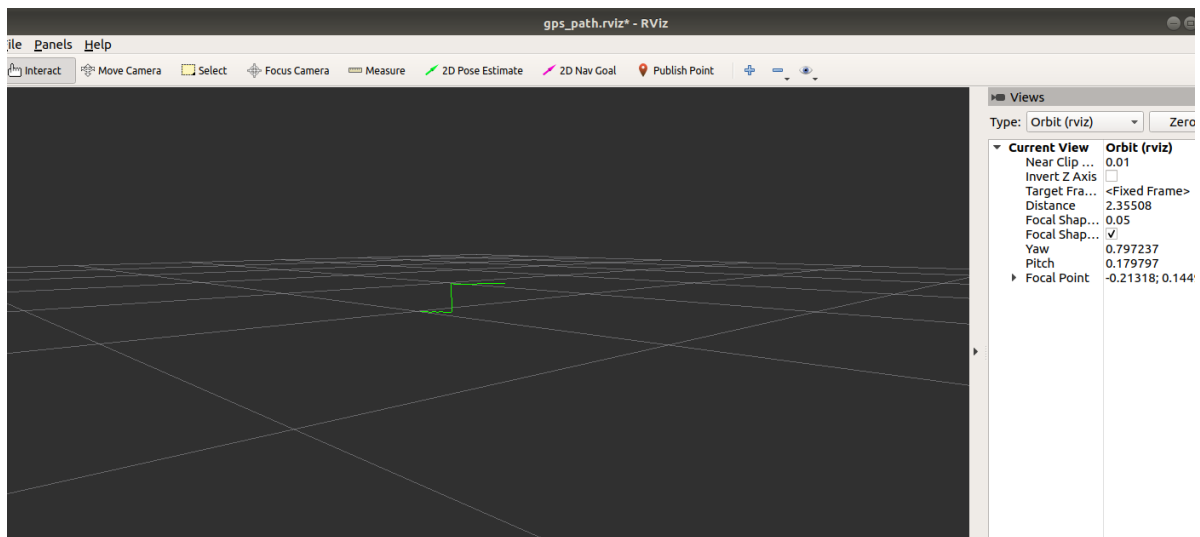 gps_path.rviz* - RViz
ile Panels Help
Interact Move Camera Select Focus Camera Measure 2D Pose Estimate 2D Nav Goal Publish Point
Views
Type: Orbit (rviz) Zero
Current View Orbit (rviz)
Near Clip ... 0.01
Invert Z Axis
Target Fra... <Fixed Frame>
Distance 2.35508
Focal Shap... 0.05
Focal Shap...
Yaw 0.797237
Pitch 0.179797
Focal Point -0.21318; 0.1449